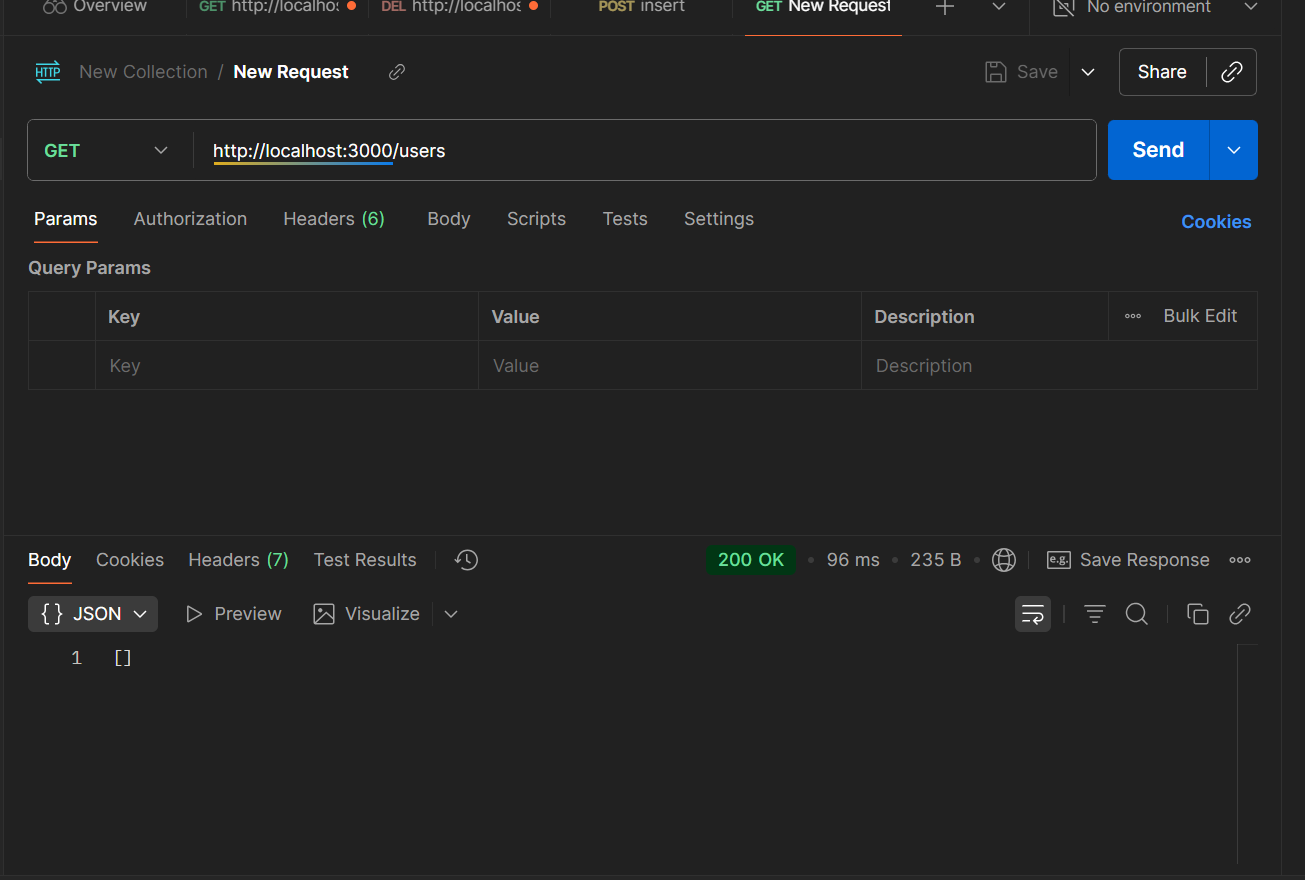 Overview GET http://localhos DEL http://localhos POST insert GET New Request No environment
HTTP New Collection / New Request Save Share
GET http://localhost:3000/users Send
Params Authorization Headers (6) Body Scripts Tests Settings Cookies
Query Params
Key Value Description Bulk Edit
Key Value Description
Body Cookies Headers (7) Test Results 200 OK 96 ms 235 B e.g. Save Response
{} JSON Preview Visualize
1 []